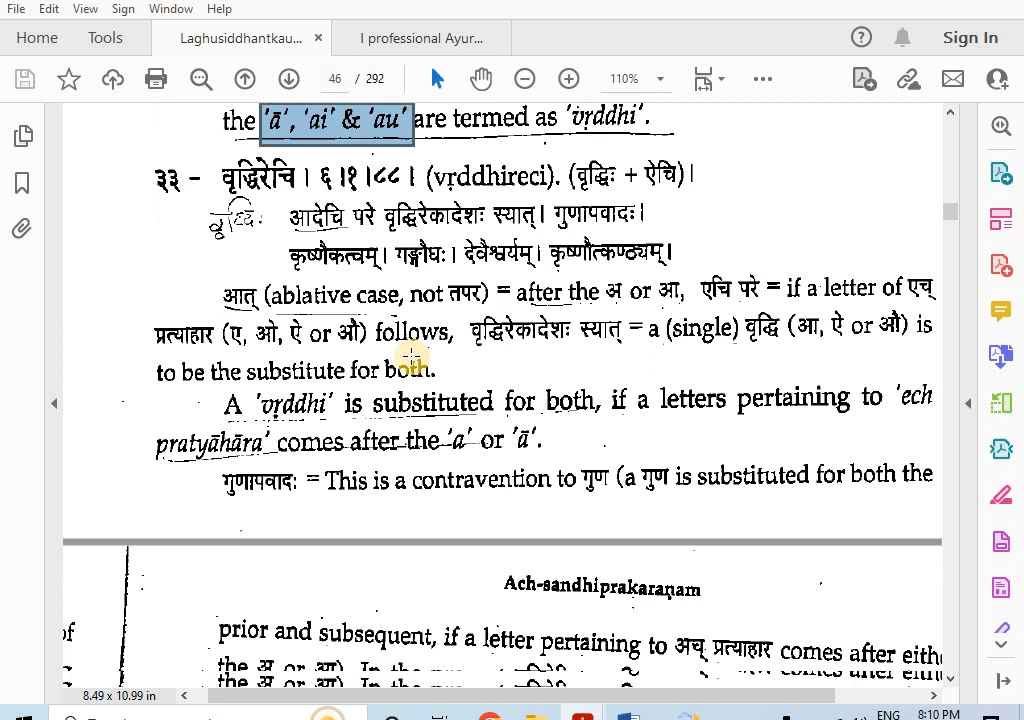 File Edit View Sign Window Help
Home Tools Laghusiddhantkau... × I professional Ayur... Sign In
46 / 292 110%
the 'ā', 'ai' & 'au' are termed as 'vṛddhi'.
३३ – वृद्धिरेचि। ६।१।८८। (vṛddhireci). (वृद्धिः + ऐचि)।
वृद्धिः
आदेचि परे वृद्धिरेकादेशः स्यात्। गुणापवादः।
कृष्णैकत्वम्। गङ्गौघः। देवैश्वर्यम्। कृष्णौत्कण्ठ्यम्।
आत् (ablative case, not तपर) = after the अ or आ, एचि परे = if a letter of एच्
प्रत्याहार (ए, ओ, ऐ or औ) follows, वृद्धिरेकादेशः स्यात् = a (single) वृद्धि (आ, ऐ or औ) is
to be the substitute for both.
A 'vṛddhi' is substituted for both, if a letters pertaining to 'ech
pratyāhāra' comes after the 'a' or 'ā'.
गुणापवादः = This is a contravention to गुण (a गुण is substituted for both the
Ach-sandhiprakaraṇam
of
prior and subsequent, if a letter pertaining to अच् प्रत्याहार comes after eith
8.49 x 10.99 in
ENG 8:10 PM